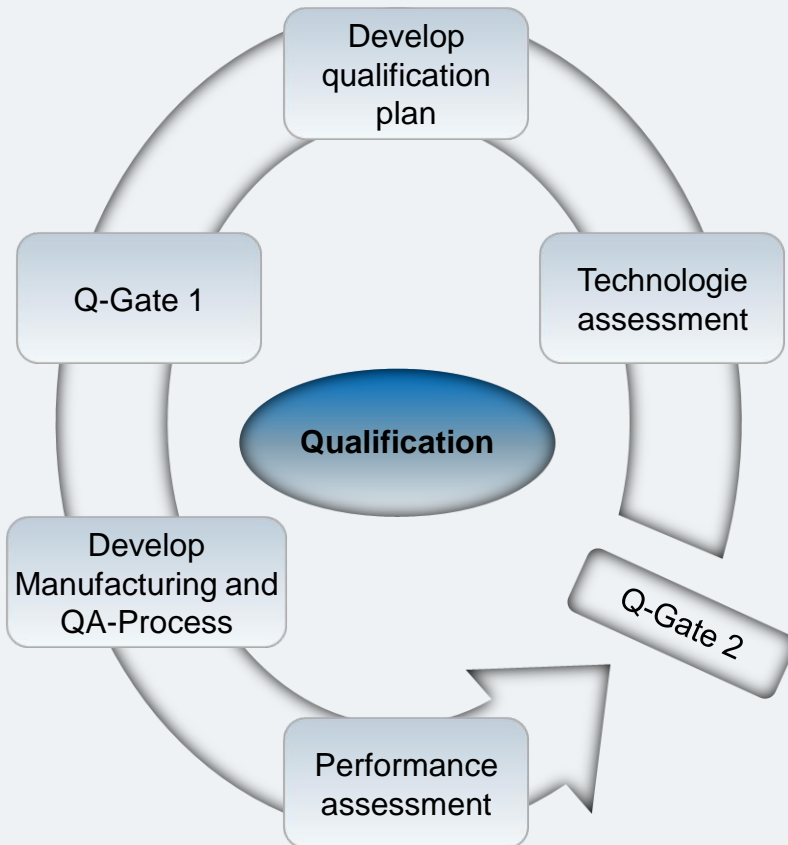 Develop
qualification
plan
Q-Gate 1
Technologie
assessment
Qualification
Develop
Manufacturing and
QA-Process
Q-Gate 2
Performance
assessment